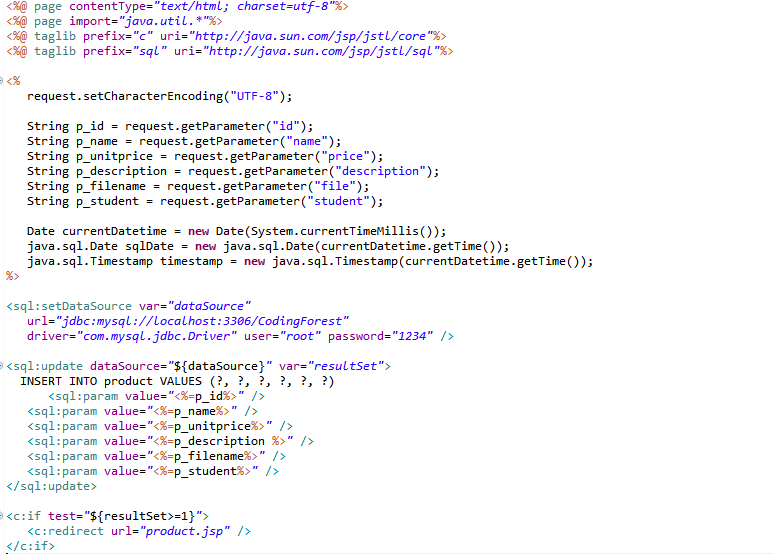 <%@ page contentType="text/html; charset=utf-8"%>
<%@ page import="java.util.*"%>
<%@ taglib prefix="c" uri="http://java.sun.com/jsp/jstl/core"%>
<%@ taglib prefix="sql" uri="http://java.sun.com/jsp/jstl/sql"%>

<%
   request.setCharacterEncoding("UTF-8");

   String p_id = request.getParameter("id");
   String p_name = request.getParameter("name");
   String p_unitprice = request.getParameter("price");
   String p_description = request.getParameter("description");
   String p_filename = request.getParameter("file");
   String p_student = request.getParameter("student");

   Date currentDatetime = new Date(System.currentTimeMillis());
   java.sql.Date sqlDate = new java.sql.Date(currentDatetime.getTime());
   java.sql.Timestamp timestamp = new java.sql.Timestamp(currentDatetime.getTime());
%>

<sql:setDataSource var="dataSource"
   url="jdbc:mysql://localhost:3306/CodingForest"
   driver="com.mysql.jdbc.Driver" user="root" password="1234" />

<sql:update dataSource="${dataSource}" var="resultSet">
  INSERT INTO product VALUES (?, ?, ?, ?, ?, ?)
      <sql:param value="<%=p_id%>" />
   <sql:param value="<%=p_name%>" />
   <sql:param value="<%=p_unitprice%>" />
   <sql:param value="<%=p_description %>" />
   <sql:param value="<%=p_filename%>" />
   <sql:param value="<%=p_student%>" />
</sql:update>

<c:if test="${resultSet>=1}">
   <c:redirect url="product.jsp" />
</c:if>